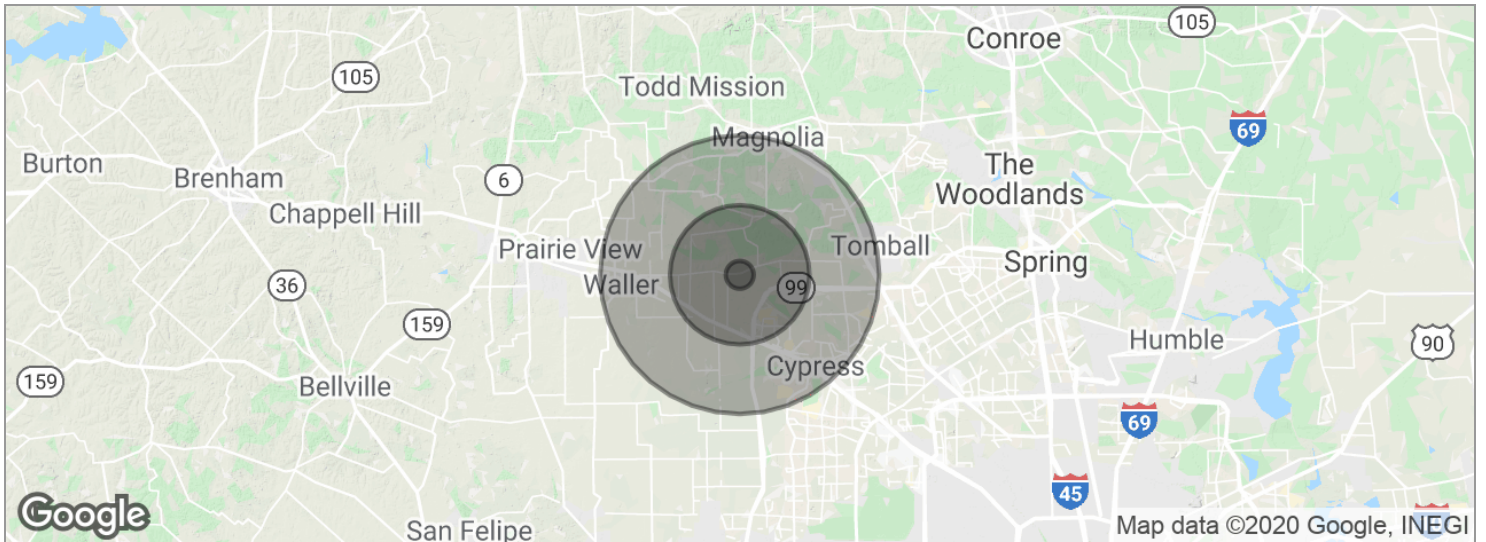 105
Conroe
105
Todd Mission
69
Magnolia
Burton
Brenham
The
Woodlands
6
Chappell Hill
Prairie View
Tomball
Spring
Waller
36
99
159
Humble
90
Cypress
159
Bellville
69
45
Google
San Felipe
Map data ©2020 Google, INEGI